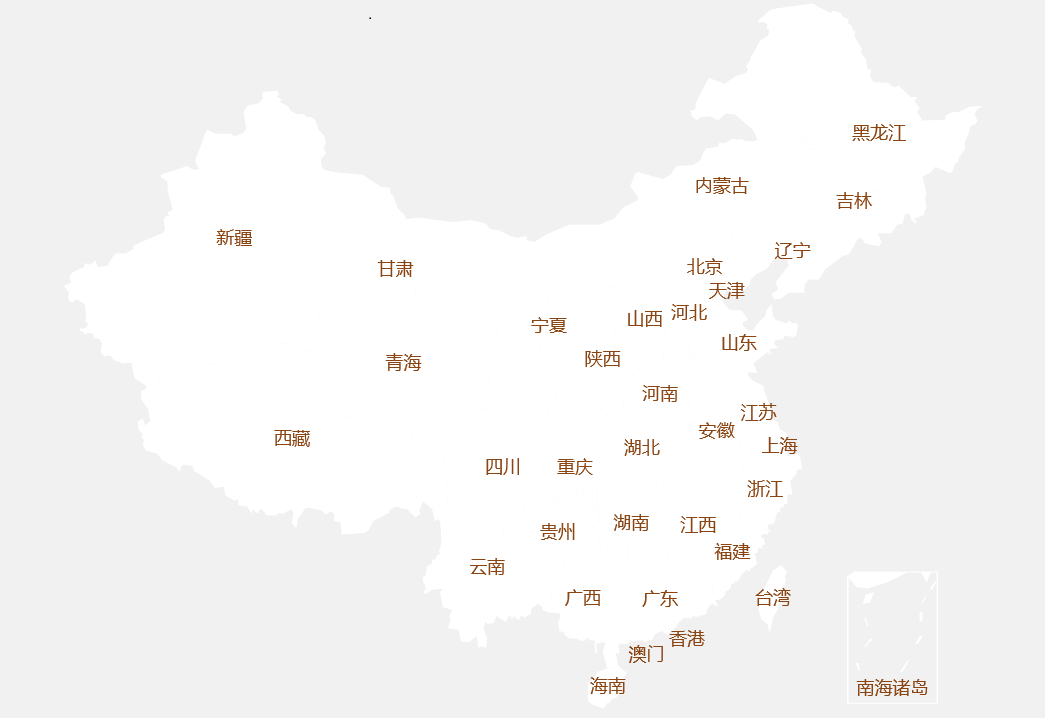 黑龙江
内蒙古
吉林
新疆
辽宁
北京
甘肃
天津
河北
山西
宁夏
山东
陕西
青海
河南
江苏
安徽
西藏
上海
湖北
四川
重庆
浙江
湖南
江西
贵州
福建
云南
广西
广东
台湾
香港
澳门
海南
南海诸岛